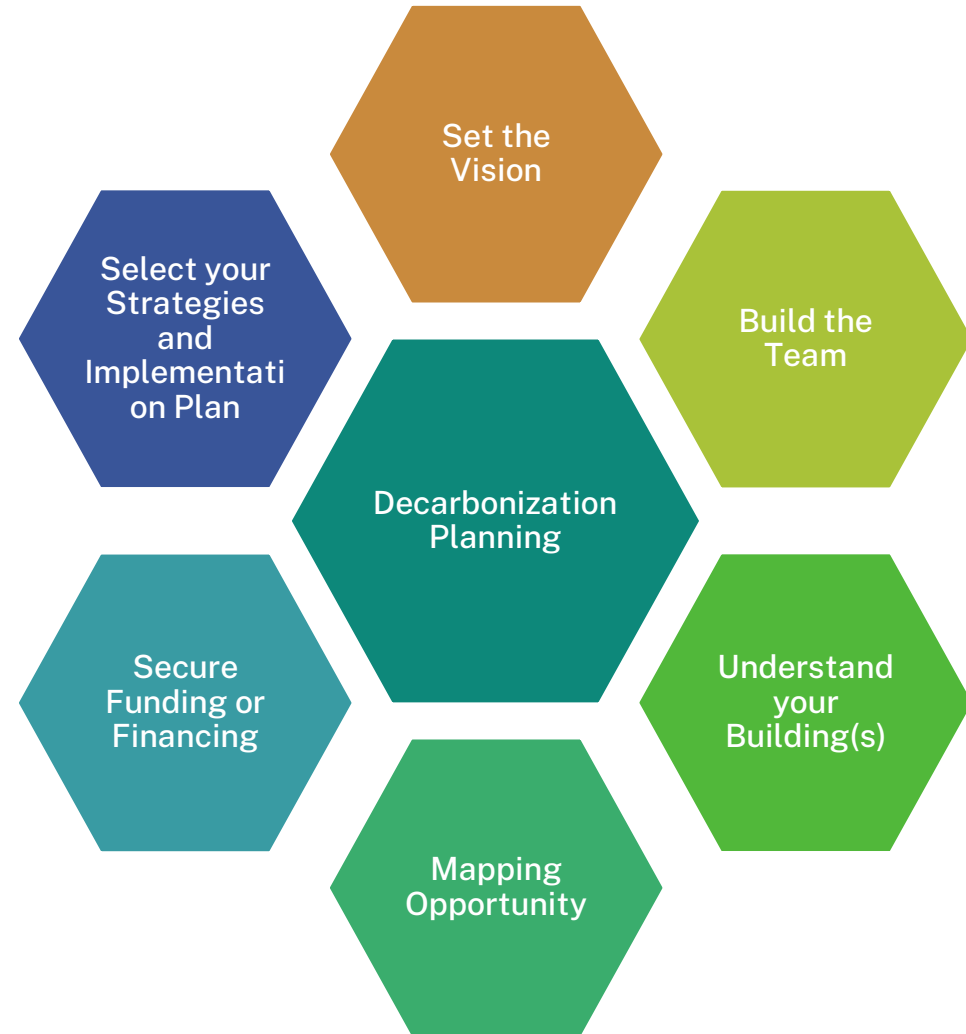 Set the
Vision
Build the
Team
Understand
your
Building(s)
Mapping
Opportunity
Secure
Funding or
Financing
Select your
Strategies
and
Implementati
on Plan
Decarbonization
Planning